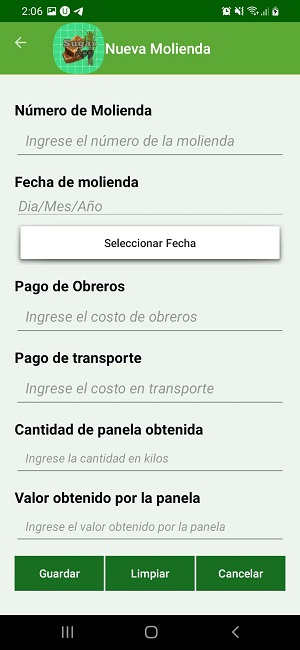 2:06
Sugar
Nueva Molienda
Número de Molienda
Ingrese el número de la molienda
Fecha de molienda
Dia/Mes/Año
Seleccionar Fecha
Pago de Obreros
Ingrese el costo de obreros
Pago de transporte
Ingrese el costo en transporte
Cantidad de panela obtenida
Ingrese la cantidad en kilos
Valor obtenido por la panela
Ingrese el valor obtenido por la panela
Guardar Limpiar Cancelar